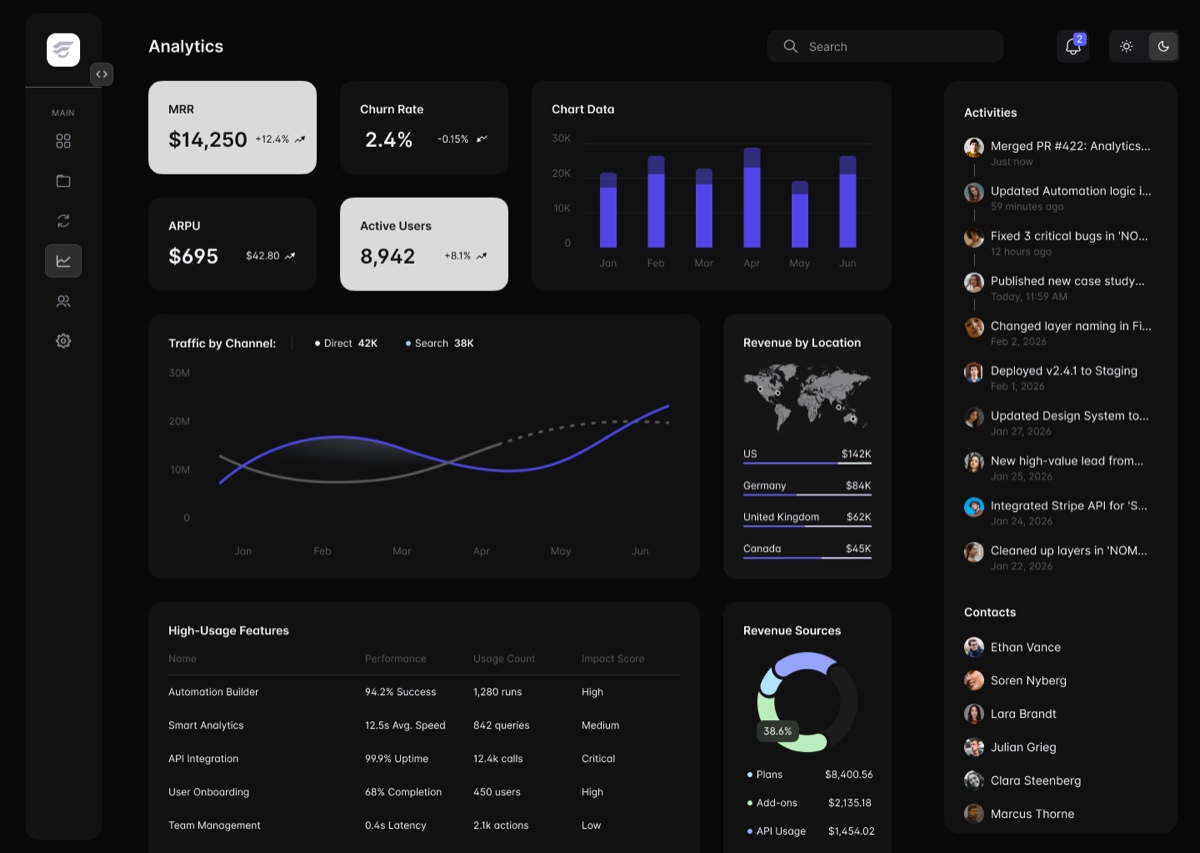 Analytics
Search
2
MAIN
MRR
$14,250 +12.4%
Churn Rate
2.4% -0.15%
ARPU
$695 $42.80
Active Users
8,942 +8.1%
Chart Data
30K
20K
10K
0
Jan Feb Mar Apr May Jun
Traffic by Channel: Direct 42K Search 38K
30M
20M
10M
0
Jan Feb Mar Apr May Jun
Revenue by Location
US $142K
Germany $84K
United Kingdom $62K
Canada $45K
High-Usage Features
Name Performance Usage Count Impact Score
Automation Builder 94.2% Success 1,280 runs High
Smart Analytics 12.5s Avg. Speed 842 queries Medium
API Integration 99.9% Uptime 12.4k calls Critical
User Onboarding 68% Completion 450 users High
Team Management 0.4s Latency 2.1k actions Low
Revenue Sources
38.6%
Plans $8,400.56
Add-ons $2,135.18
API Usage $1,454.02
Activities
Merged PR #422: Analytics...
Just now
Updated Automation logic i...
59 minutes ago
Fixed 3 critical bugs in 'NO...
12 hours ago
Published new case study...
Today, 11:59 AM
Changed layer naming in Fi...
Feb 2, 2026
Deployed v2.4.1 to Staging
Feb 1, 2026
Updated Design System to...
Jan 27, 2026
New high-value lead from...
Jan 25, 2026
Integrated Stripe API for 'S...
Jan 24, 2026
Cleaned up layers in 'NOM...
Jan 22, 2026
Contacts
Ethan Vance
Soren Nyberg
Lara Brandt
Julian Grieg
Clara Steenberg
Marcus Thorne